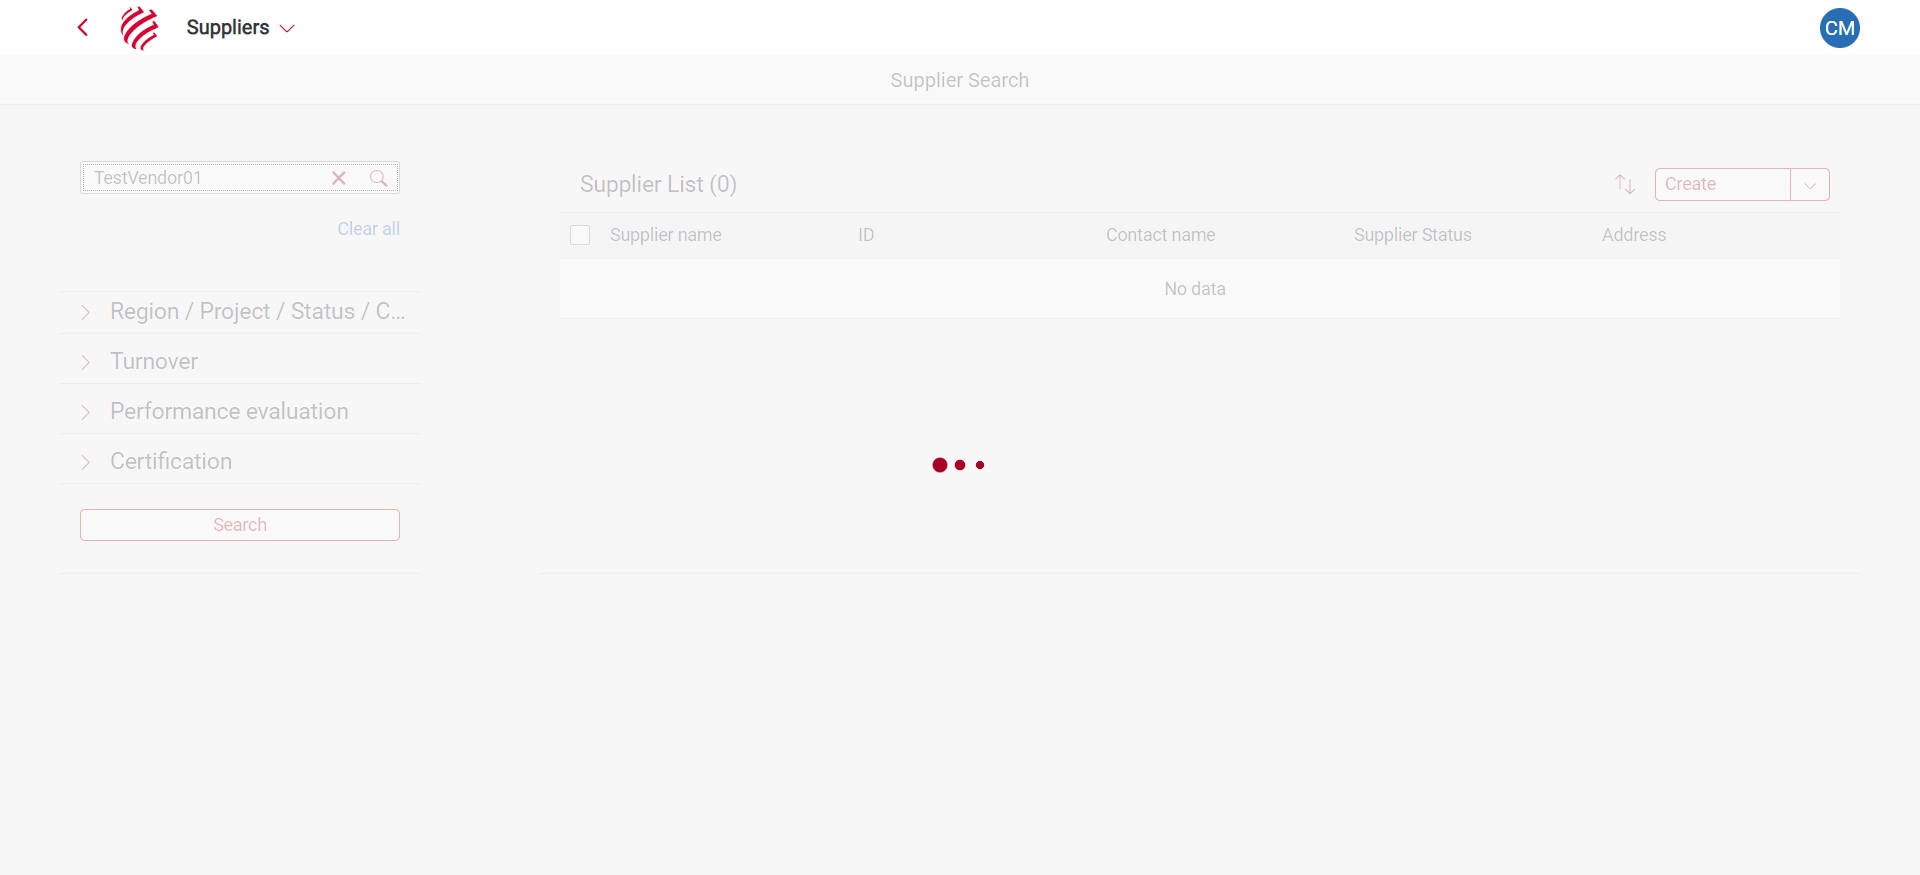 Suppliers
CM
Supplier Search
TestVendor01
Clear all
Region / Project / Status / C...
Turnover
Performance evaluation
Certification
Search
Supplier List (0)
Create
Supplier name ID Contact name Supplier Status Address
No data